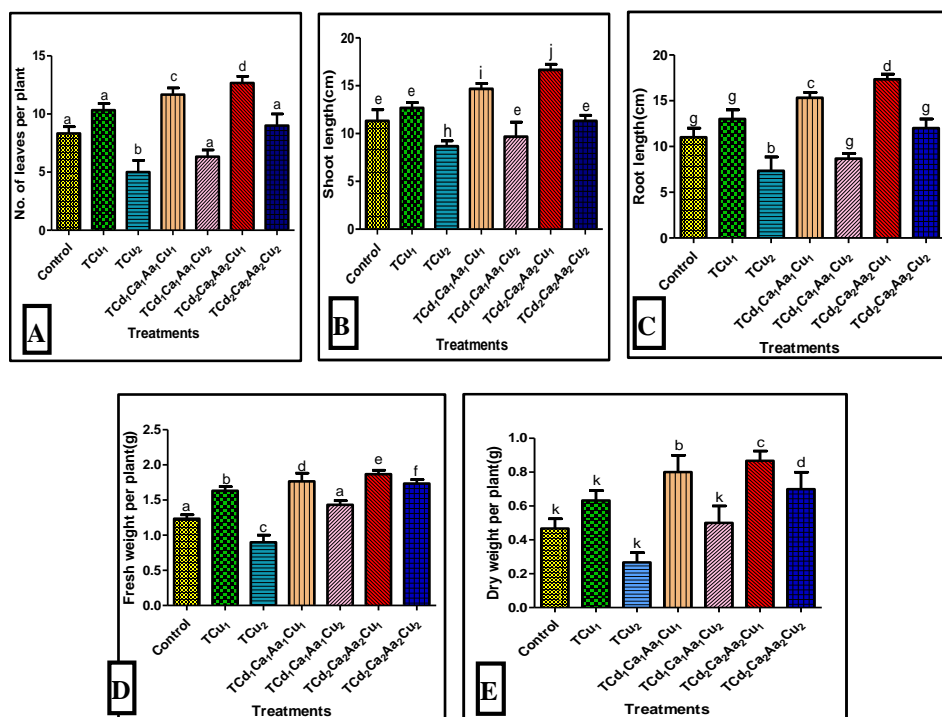 15
10
5
0
No. of leaves per plant
a
a
b
c
a
d
a
Control
TCu₁
TCu₂
TCd₁Ca₁Aa₁Cu₁
TCd₁Ca₁Aa₁Cu₂
TCd₂Ca₂Aa₂Cu₁
TCd₂Ca₂Aa₂Cu₂
Treatments
A
20
15
10
5
0
Shoot length(cm)
e
e
h
i
e
j
e
Control
TCu₁
TCu₂
TCd₁Ca₁Aa₁Cu₁
TCd₁Ca₁Aa₁Cu₂
TCd₂Ca₂Aa₂Cu₁
TCd₂Ca₂Aa₂Cu₂
Treatments
B
20
15
10
5
0
Root length(cm)
g
g
b
c
g
d
g
Control
TCu₁
TCu₂
TCd₁Ca₁Aa₁Cu₁
TCd₁Ca₁Aa₁Cu₂
TCd₂Ca₂Aa₂Cu₁
TCd₂Ca₂Aa₂Cu₂
Treatments
C
2.5
2.0
1.5
1.0
0.5
0.0
Fresh weight per plant(g)
a
b
c
d
a
e
f
Control
TCu₁
TCu₂
TCd₁Ca₁Aa₁Cu₁
TCd₁Ca₁Aa₁Cu₂
TCd₂Ca₂Aa₂Cu₁
TCd₂Ca₂Aa₂Cu₂
Treatments
D
1.0
0.8
0.6
0.4
0.2
0.0
Dry weight per plant(g)
k
k
k
b
k
c
d
Control
TCu₁
TCu₂
TCd₁Ca₁Aa₁Cu₁
TCd₁Ca₁Aa₁Cu₂
TCd₂Ca₂Aa₂Cu₁
TCd₂Ca₂Aa₂Cu₂
Treatments
E